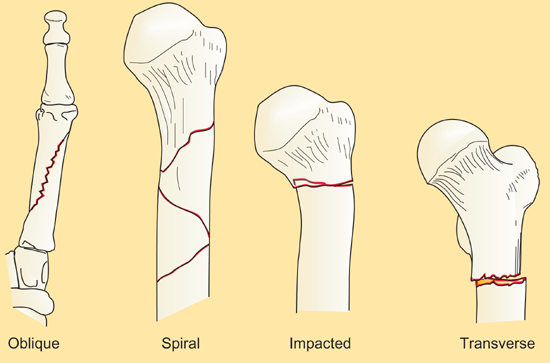 Oblique
Spiral
Impacted
Transverse